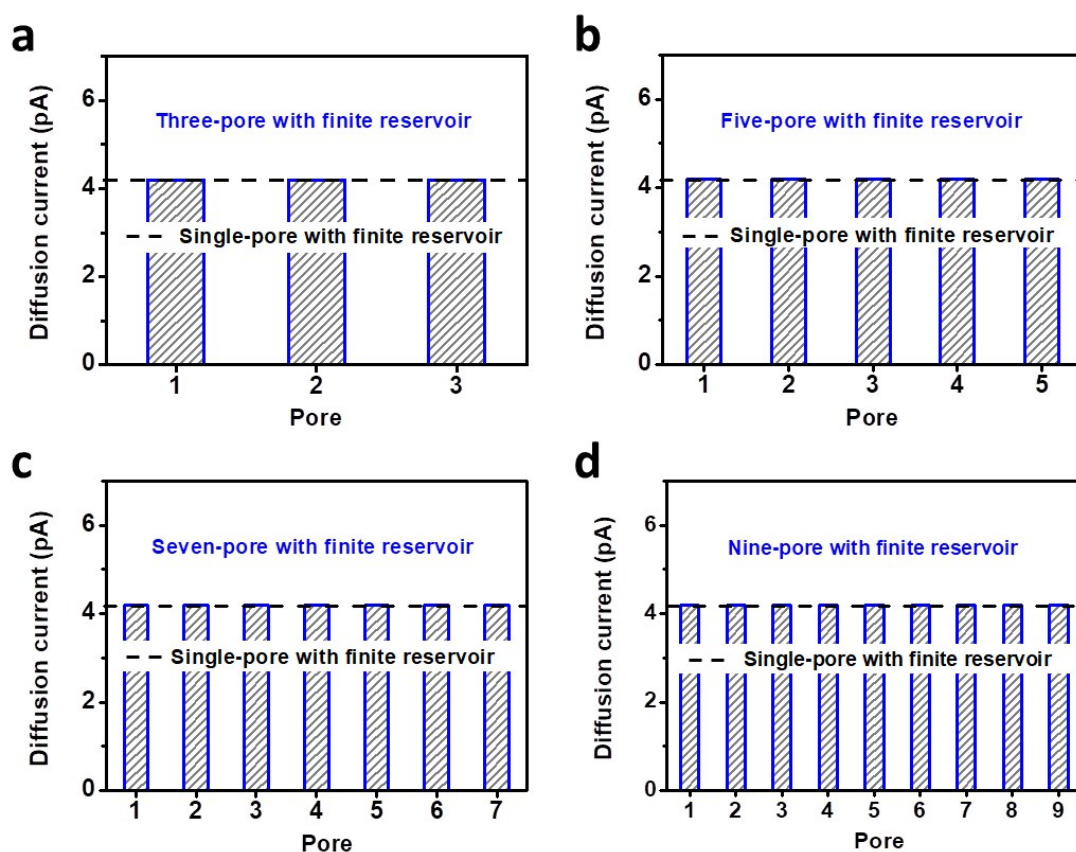 a
Diffusion current (pA)
6
4
2
0
Three-pore with finite reservoir
Single-pore with finite reservoir
1 2 3
Pore
b
Diffusion current (pA)
6
4
2
0
Five-pore with finite reservoir
Single-pore with finite reservoir
1 2 3 4 5
Pore
c
Diffusion current (pA)
6
4
2
0
Seven-pore with finite reservoir
Single-pore with finite reservoir
1 2 3 4 5 6 7
Pore
d
Diffusion current (pA)
6
4
2
0
Nine-pore with finite reservoir
Single-pore with finite reservoir
1 2 3 4 5 6 7 8 9
Pore